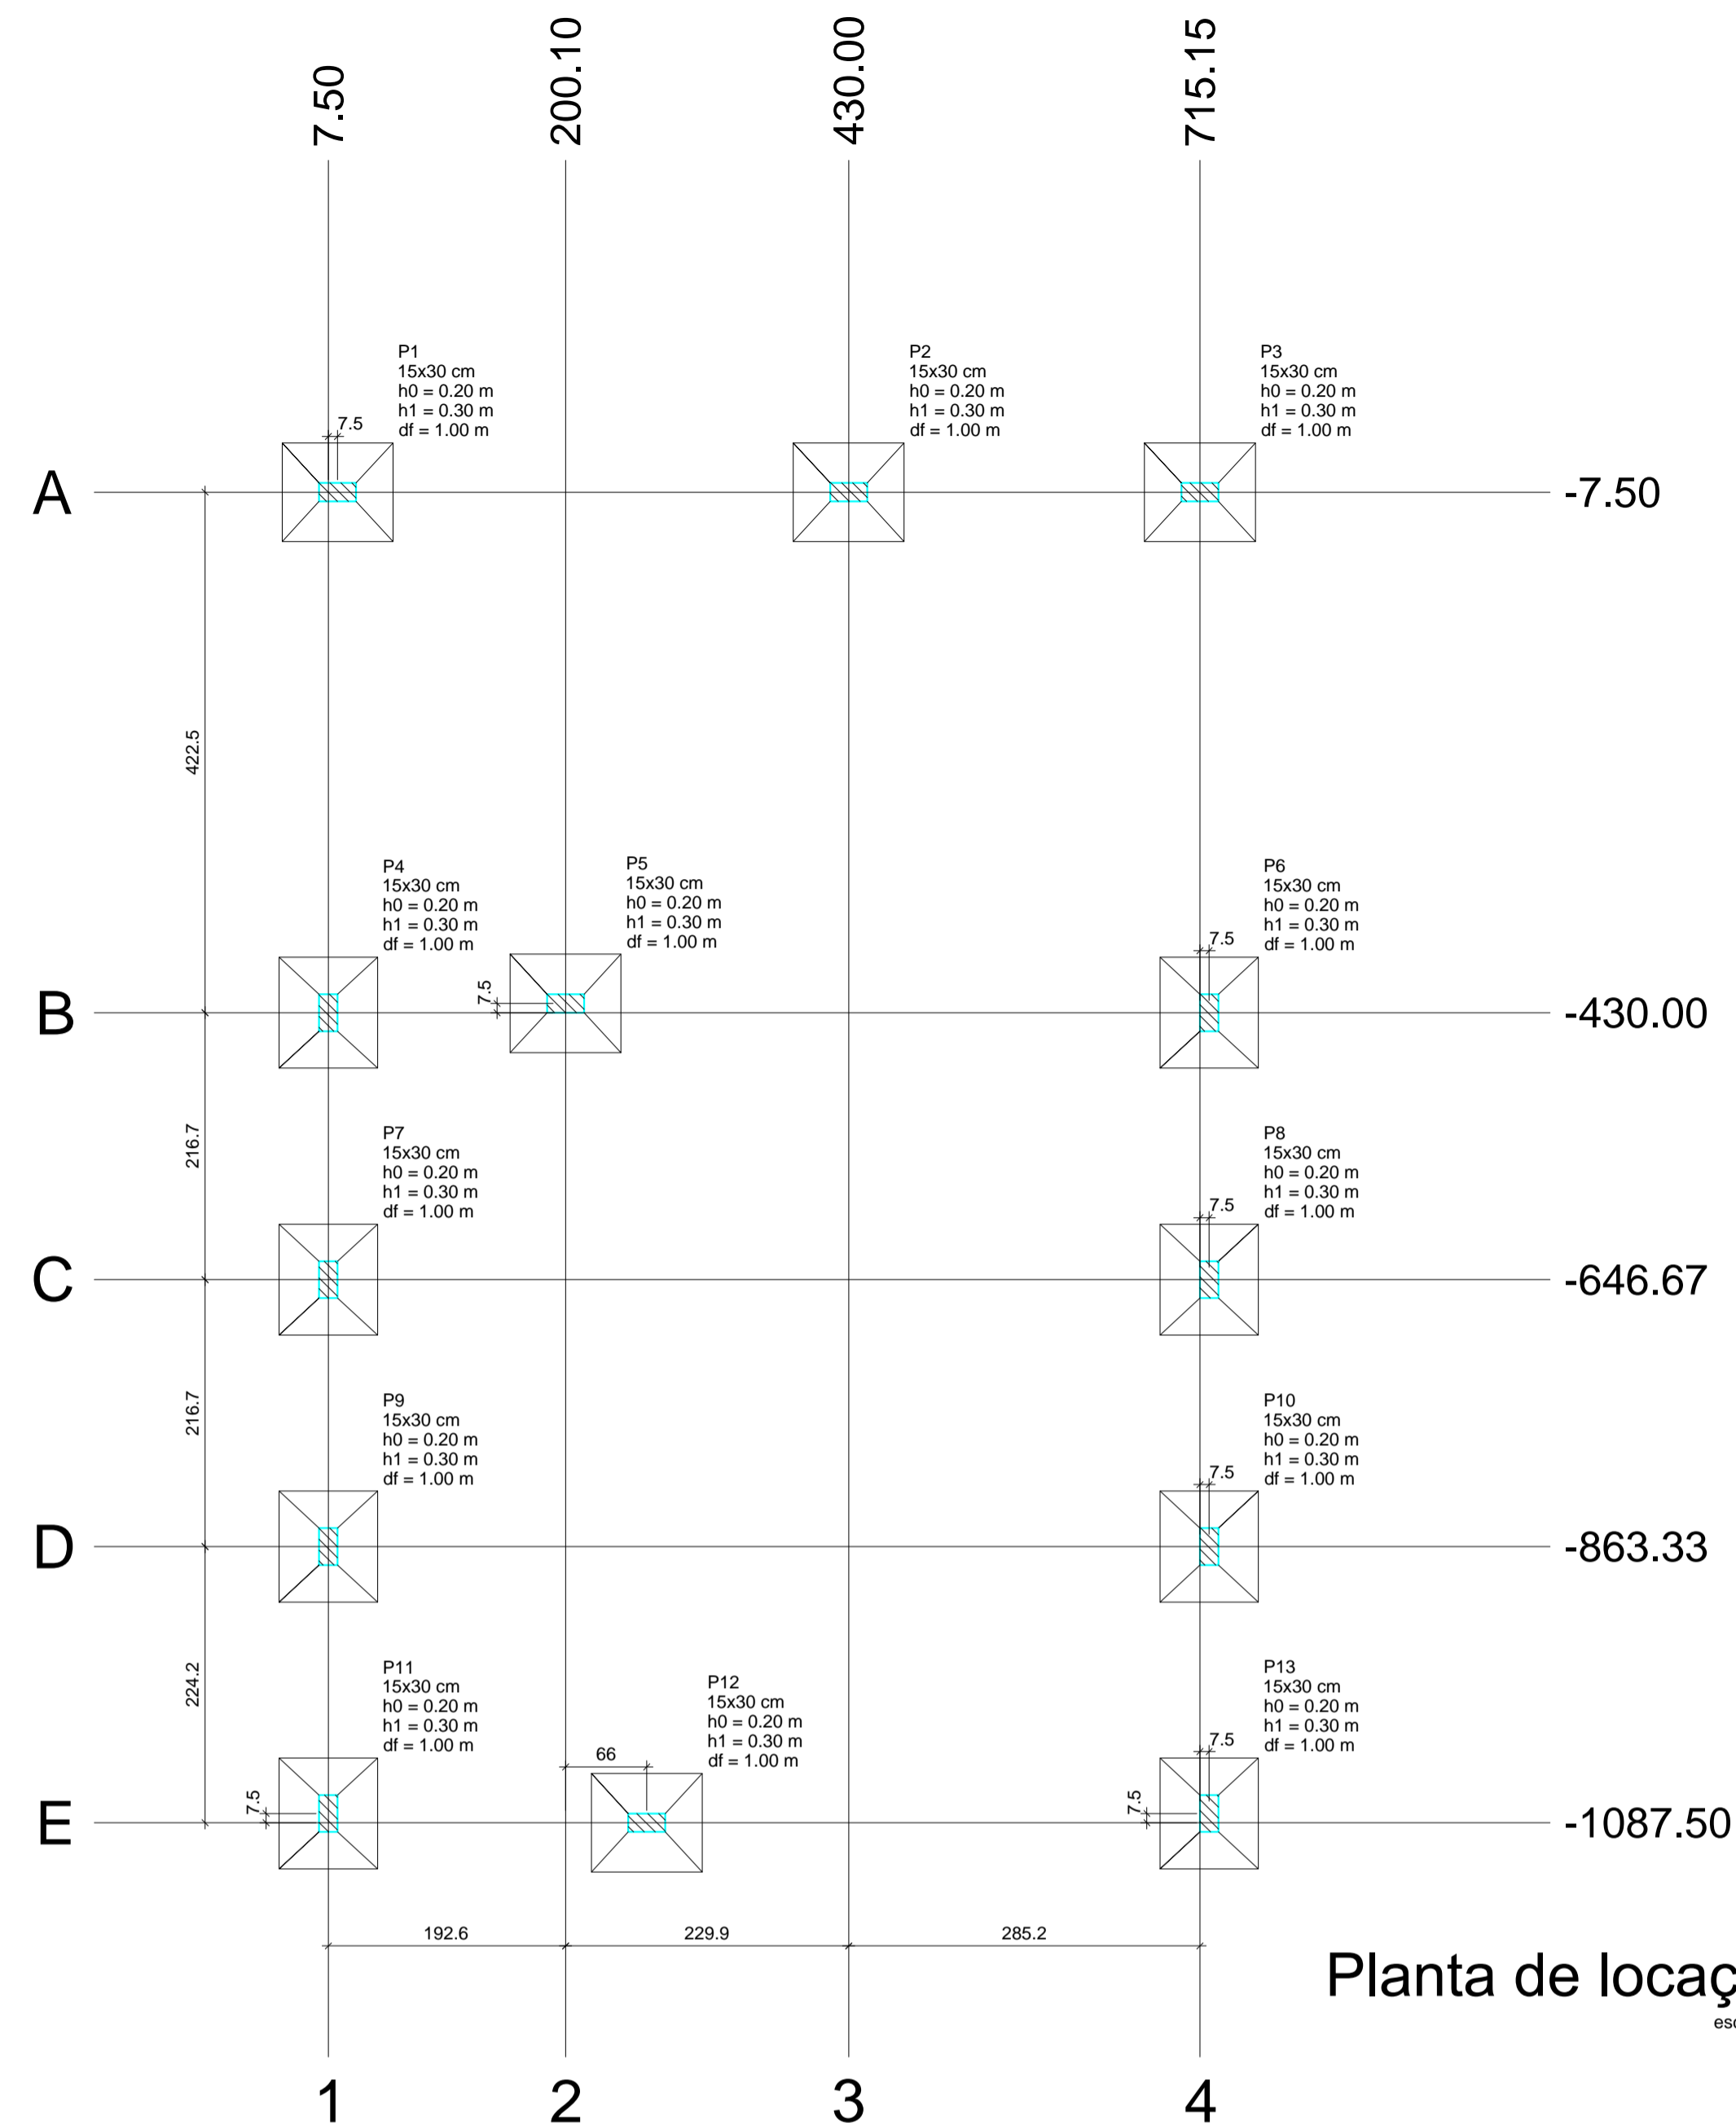 7.50
200.10
430.00
715.15
P1
15x30 cm
h0 = 0.20 m
h1 = 0.30 m
df = 1.00 m
7.5
P2
15x30 cm
h0 = 0.20 m
h1 = 0.30 m
df = 1.00 m
P3
15x30 cm
h0 = 0.20 m
h1 = 0.30 m
df = 1.00 m
A
-7.50
422.5
P4
15x30 cm
h0 = 0.20 m
h1 = 0.30 m
df = 1.00 m
P5
15x30 cm
h0 = 0.20 m
h1 = 0.30 m
df = 1.00 m
7.5
P6
15x30 cm
h0 = 0.20 m
h1 = 0.30 m
df = 1.00 m
7.5
B
-430.00
216.7
P7
15x30 cm
h0 = 0.20 m
h1 = 0.30 m
df = 1.00 m
P8
15x30 cm
h0 = 0.20 m
h1 = 0.30 m
df = 1.00 m
7.5
C
-646.67
216.7
P9
15x30 cm
h0 = 0.20 m
h1 = 0.30 m
df = 1.00 m
P10
15x30 cm
h0 = 0.20 m
h1 = 0.30 m
df = 1.00 m
7.5
D
-863.33
224.2
P11
15x30 cm
h0 = 0.20 m
h1 = 0.30 m
df = 1.00 m
7.5
P12
15x30 cm
h0 = 0.20 m
h1 = 0.30 m
df = 1.00 m
66
P13
15x30 cm
h0 = 0.20 m
h1 = 0.30 m
df = 1.00 m
7.5
7.5
E
-1087.50
192.6
229.9
285.2
Planta de locaç
1
2
3
4